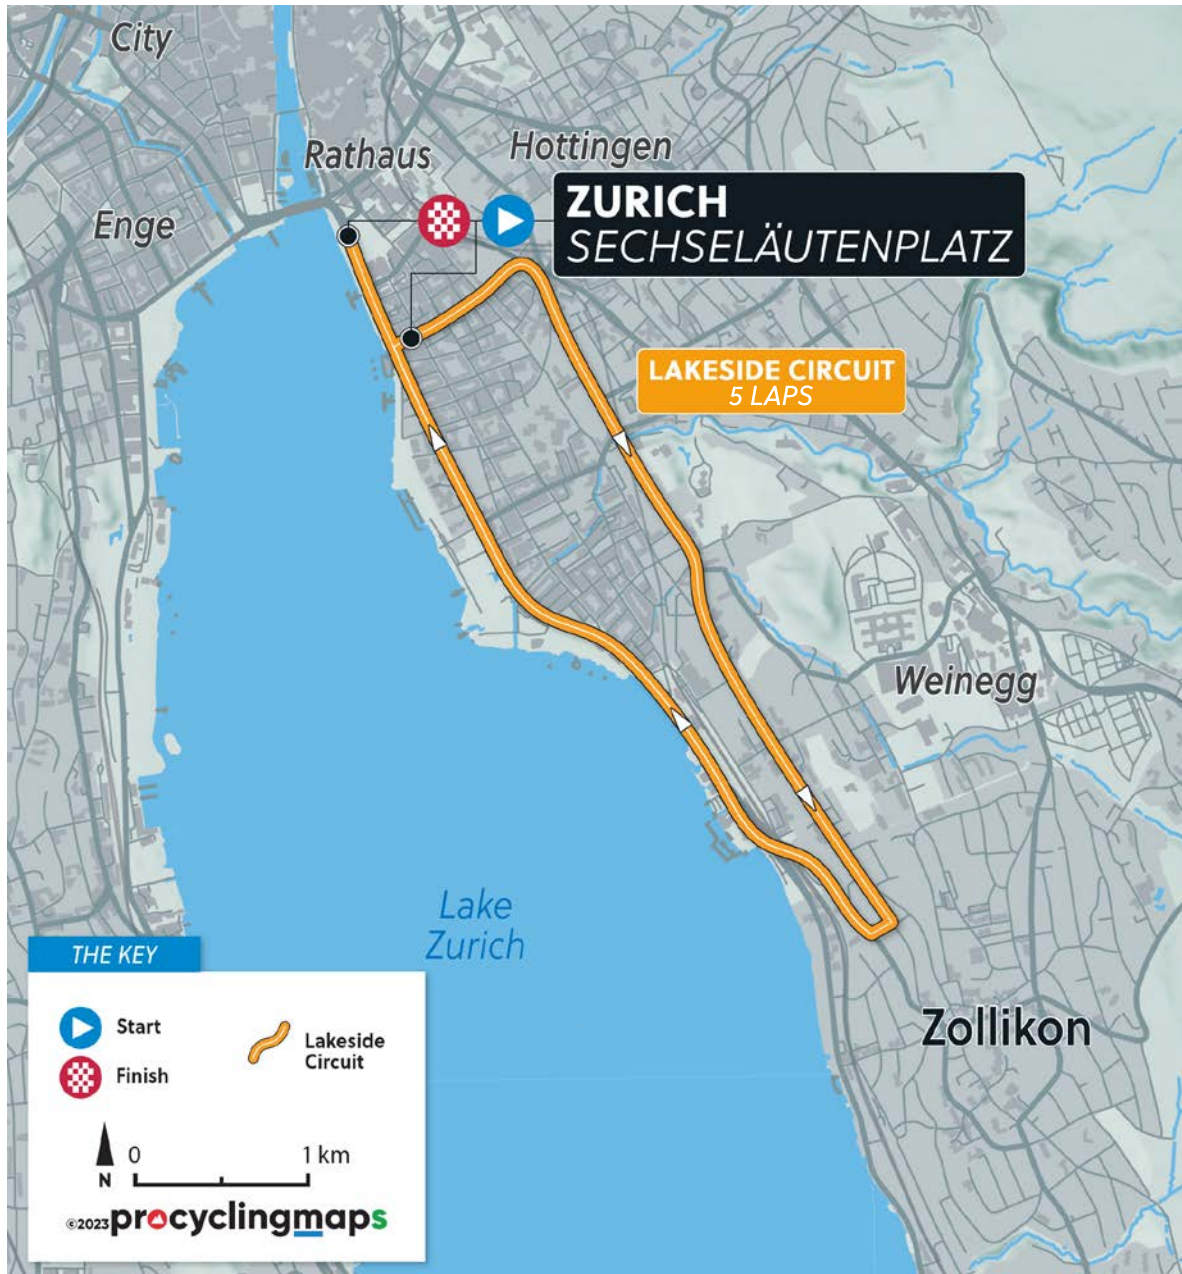 City
Rathaus
Hottingen
Enge
ZURICH
SECHSELÄUTENPLATZ
LAKESIDE CIRCUIT
5 LAPS
Weinegg
Lake
Zurich
Zollikon
THE KEY
Start
Finish
Lakeside
Circuit
N
0 1 km
©2023 procyclingmaps